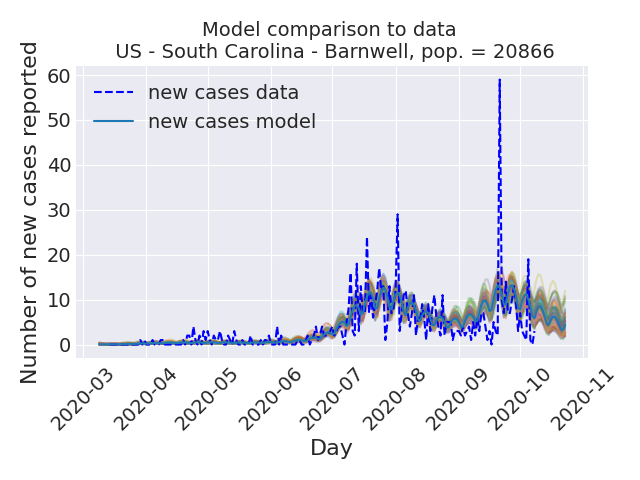 Model comparison to data
US - South Carolina - Barnwell, pop. = 20866
Number of new cases reported
60
50
40
30
20
10
0
new cases data
new cases model
2020-03
2020-04
2020-05
2020-06
2020-07
2020-08
2020-09
2020-10
2020-11
Day